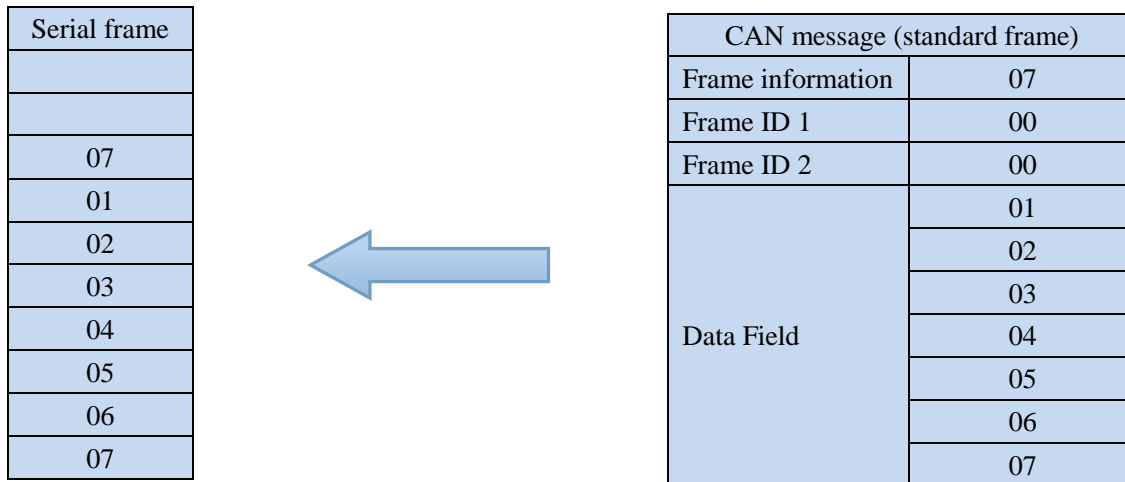 Serial frame
07
01
02
03
04
05
06
07
CAN message (standard frame)
Frame information 07
Frame ID 1 00
Frame ID 2 00
Data Field
01
02
03
04
05
06
07